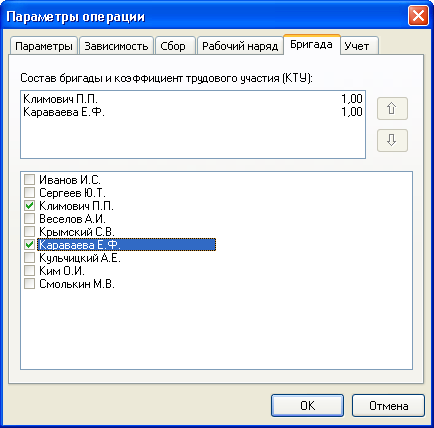 Параметры операции
Параметры Зависимость Сбор Рабочий наряд Бригада Учет
Состав бригады и коэффициент трудового участия (КТУ):
Климович П.П. 1,00
Караваева Е.Ф. 1,00
Иванов И.С.
Сергеев Ю.Т.
Климович П.П.
Веселов А.И.
Крымский С.В.
Караваева Е.Ф.
Кульчицкий А.Е.
Ким О.И.
Смолькин М.В.
OK Отмена